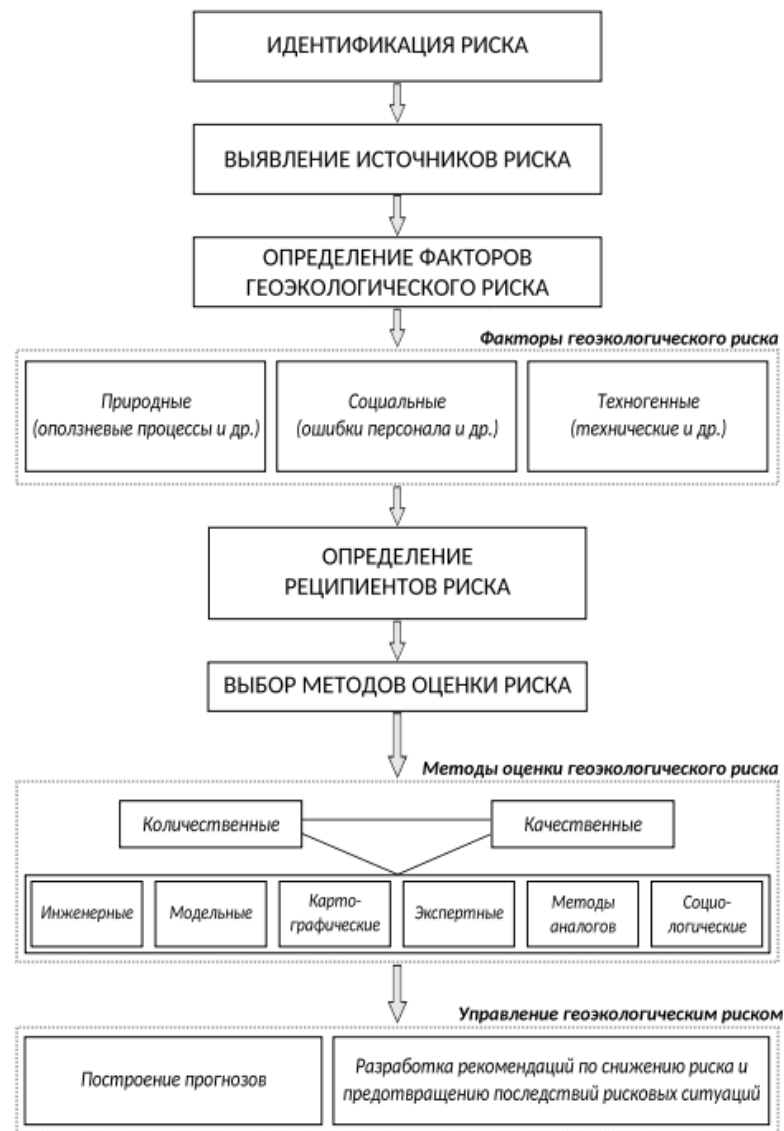 ИДЕНТИФИКАЦИЯ РИСКА
ВЫЯВЛЕНИЕ ИСТОЧНИКОВ РИСКА
ОПРЕДЕЛЕНИЕ ФАКТОРОВ
ГЕОЭКОЛОГИЧЕСКОГО РИСКА
Факторы геоэкологического риска
Природные
(оползневые процессы и др.)
Социальные
(ошибки персонала и др.)
Техногенные
(технические и др.)
ОПРЕДЕЛЕНИЕ
РЕЦИПИЕНТОВ РИСКА
ВЫБОР МЕТОДОВ ОЦЕНКИ РИСКА
Методы оценки геоэкологического риска
Количественные
Качественные
Инженерные
Модельные
Карто-
графические
Экспертные
Методы
аналогов
Социо-
логические
Управление геоэкологическим риском
Построение прогнозов
Разработка рекомендаций по снижению риска и
предотвращению последствий рисковых ситуаций